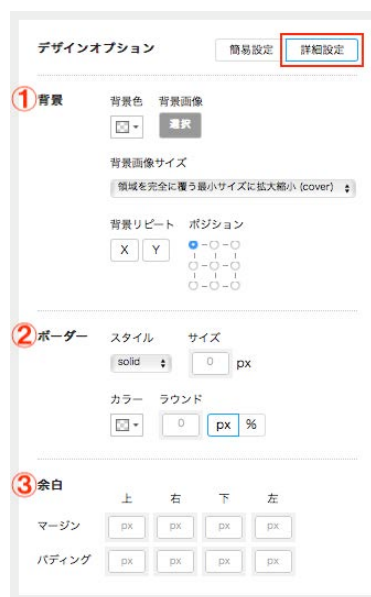 デザインオプション 簡易設定 詳細設定
① 背景 背景色 背景画像
選択
背景画像サイズ
領域を完全に覆う最小サイズに拡大縮小 (cover)
背景リピート ポジション
X Y
② ボーダー スタイル サイズ
solid 0 px
カラー ラウンド
0 px %
③ 余白
上 右 下 左
マージン px px px px
パディング px px px px